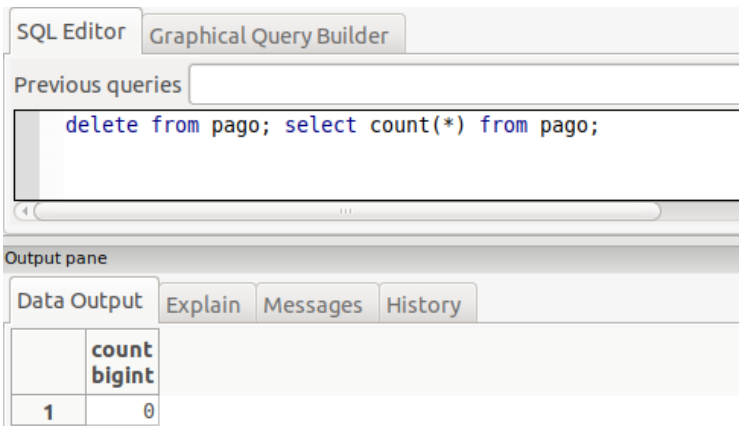 SQL Editor Graphical Query Builder
Previous queries
delete from pago; select count(*) from pago;
Output pane
Data Output Explain Messages History
count
bigint
1 0